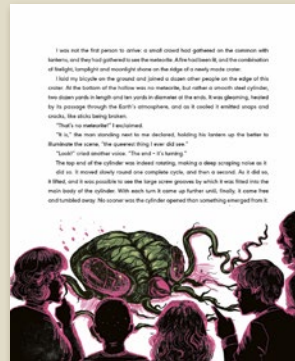 I was not the first person to arrive: a small crowd had gathered on the common with
lanterns, and they had gathered to see the meteorite. A fire had been lit, and the combination
of firelight, lamplight and moonlight shone on the ridge of a newly made crater.
I laid my bicycle on the ground and joined a dozen other people on the edge of this
crater. At the bottom of the hollow was no meteorite, but rather a smooth steel cylinder,
two dozen yards in length and ten yards in diameter at the ends. It was gleaming, heated
by its passage through the Earth's atmosphere, and as it cooled it emitted snaps and
cracks, like sticks being broken.
"That's no meteorite!" I exclaimed.
"It is," the man standing next to me declared, holding his lantern up the better to
illuminate the scene, "the queerest thing I ever did see."
"Look!" cried another voice. "The end – it's turning."
The top end of the cylinder was indeed rotating, making a deep scraping noise as it
did so. It moved slowly round one complete cycle, and then a second. As it did so,
it lifted, and it was possible to see the large screw grooves by which it was fitted into the
main body of the cylinder. With each turn it came up further until, finally, it came free
and tumbled away. No sooner was the cylinder opened than something emerged from it.